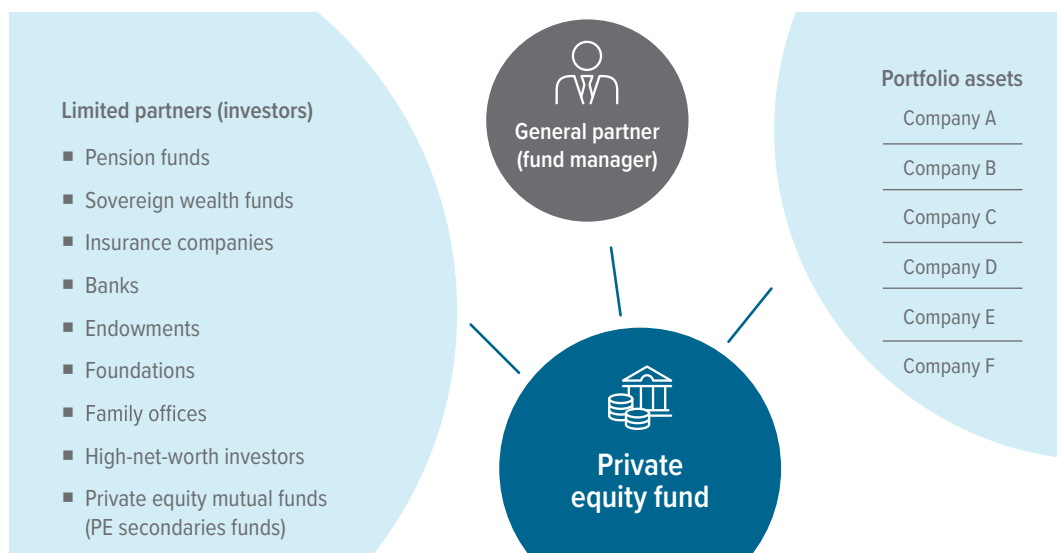 Limited partners (investors)
■ Pension funds
■ Sovereign wealth funds
■ Insurance companies
■ Banks
■ Endowments
■ Foundations
■ Family offices
■ High-net-worth investors
■ Private equity mutual funds
(PE secondaries funds)
General partner
(fund manager)
Private
equity fund
Portfolio assets
Company A
Company B
Company C
Company D
Company E
Company F